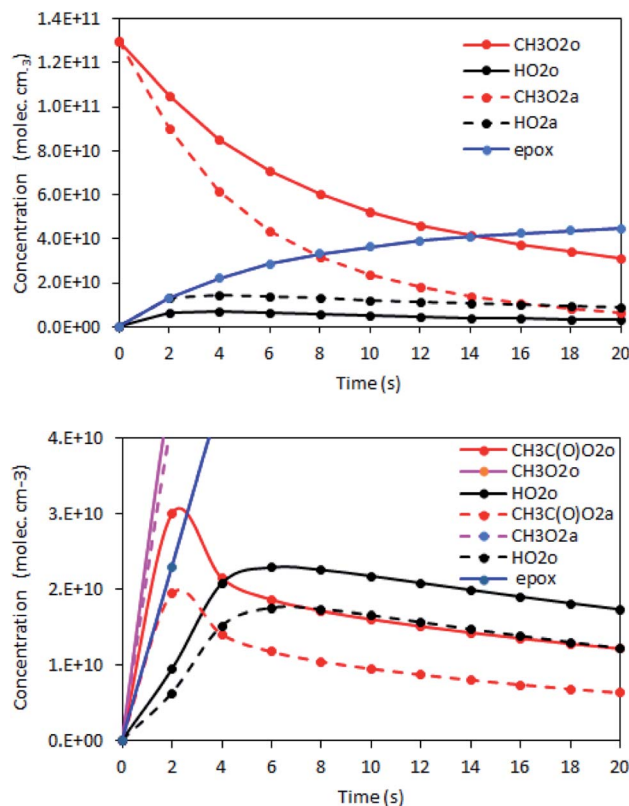 1.4E+11
1.2E+11
1.0E+11
8.0E+10
6.0E+10
4.0E+10
2.0E+10
0.0E+00
Concentration (molec. cm-3)
CH3O2o
HO2o
CH3O2a
HO2a
epox
0 2 4 6 8 10 12 14 16 18 20
Time (s)
4.E+10
3.E+10
2.E+10
1.E+10
0.E+00
Concentration (molec. cm-3)
CH3C(O)O2o
CH3O2o
HO2o
CH3C(O)O2a
CH3O2a
HO2o
epox
0 2 4 6 8 10 12 14 16 18 20
Time (s)